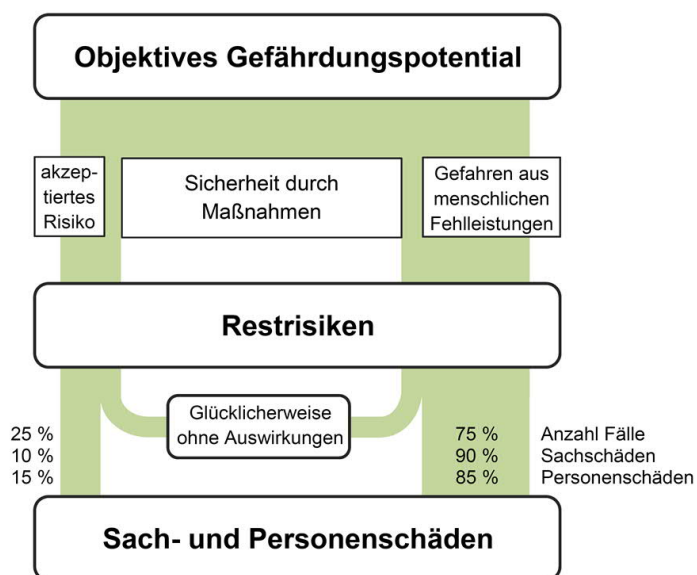 Objektives Gefährdungspotential
akzep-
tiertes
Risiko
Sicherheit durch
Maßnahmen
Gefahren aus
menschlichen
Fehlleistungen
Restrisiken
Glücklicherweise
ohne Auswirkungen
25 %
10 %
15 %
75 % Anzahl Fälle
90 % Sachschäden
85 % Personenschäden
Sach- und Personenschäden